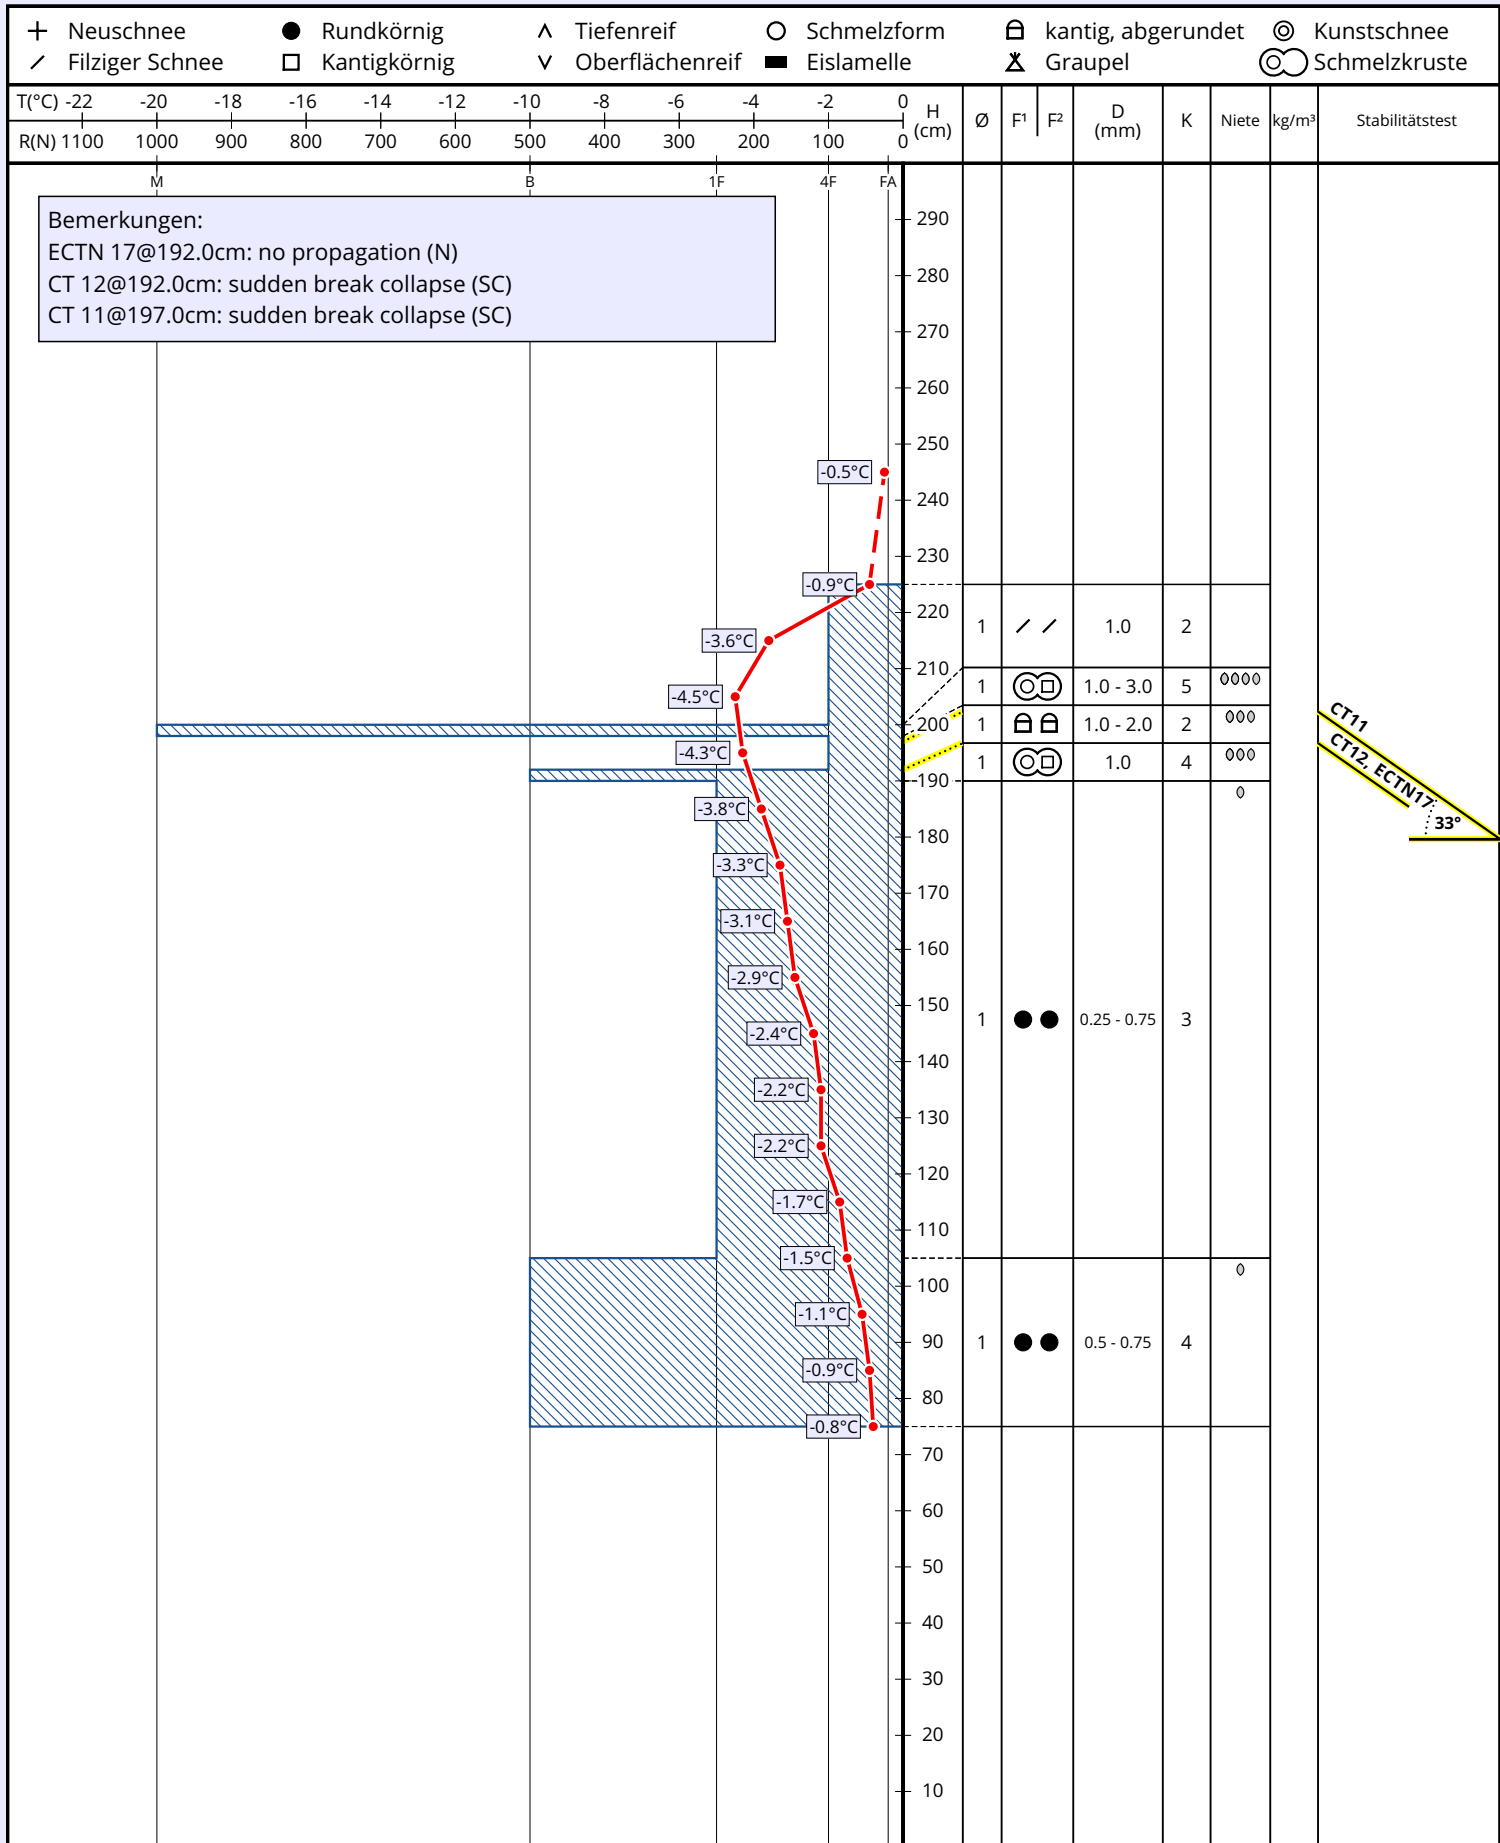 Neuschnee Rundkörnig Tiefenreif Schmelzform kantig, abgerundet Kunstschnee
Filziger Schnee Kantigkörnig Oberflächenreif Eislamelle Graupel Schmelzkruste
T(°C) -22 -20 -18 -16 -14 -12 -10 -8 -6 -4 -2 0
R(N) 1100 1000 900 800 700 600 500 400 300 200 100 0
H (cm) Ø F¹ F² D (mm) K Niete kg/m³ Stabilitätstest
M B 1F 4F FA
Bemerkungen:
ECTN 17@192.0cm: no propagation (N)
CT 12@192.0cm: sudden break collapse (SC)
CT 11@197.0cm: sudden break collapse (SC)
290
280
270
260
250
-0.5°C
240
230
-0.9°C
220
1 1.0 2
-3.6°C
210
1 1.0 - 3.0 5
-4.5°C
200
1 1.0 - 2.0 2
CT11
-4.3°C
1 1.0 4
CT12, ECTN17
190
-3.8°C
33°
180
-3.3°C
170
-3.1°C
160
-2.9°C
150
1 0.25 - 0.75 3
-2.4°C
140
-2.2°C
130
-2.2°C
120
-1.7°C
110
-1.5°C
100
-1.1°C
90
1 0.5 - 0.75 4
-0.9°C
80
-0.8°C
70
60
50
40
30
20
10